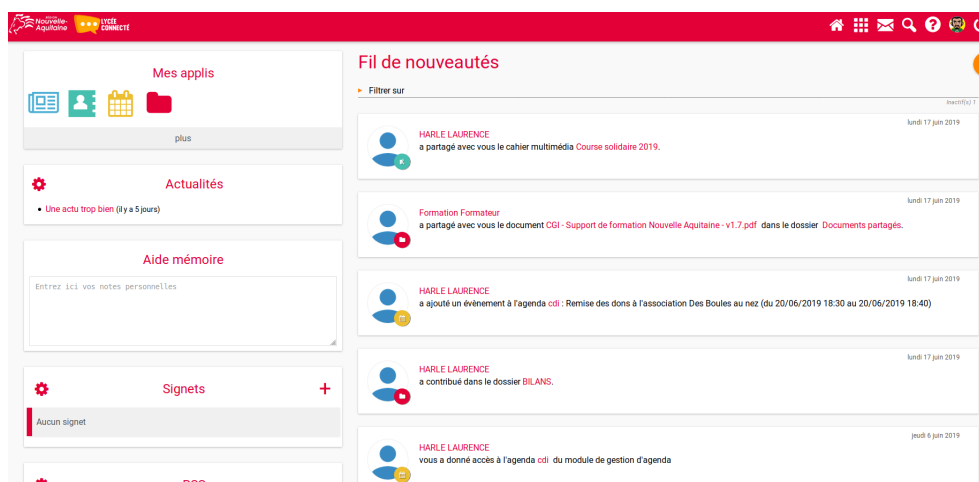 Nouvelle-
Aquitaine
LYCÉE
CONNECTÉ
Mes applis
plus
Actualités
Une actu trop bien (il y a 5 jours)
Aide mémoire
Entrez ici vos notes personnelles
Signets
Aucun signet
Fil de nouveautés
Filtrer sur
Inactif(s) 1
lundi 17 juin 2019
HARLE LAURENCE
a partagé avec vous le cahier multimédia Course solidaire 2019.
lundi 17 juin 2019
Formation Formateur
a partagé avec vous le document CGI - Support de formation Nouvelle Aquitaine - v1.7.pdf dans le dossier Documents partagés.
lundi 17 juin 2019
HARLE LAURENCE
a ajouté un évènement à l'agenda cdi : Remise des dons à l'association Des Boules au nez (du 20/06/2019 18:30 au 20/06/2019 18:40)
lundi 17 juin 2019
HARLE LAURENCE
a contribué dans le dossier BILANS.
jeudi 6 juin 2019
HARLE LAURENCE
vous a donné accès à l'agenda cdi du module de gestion d'agenda